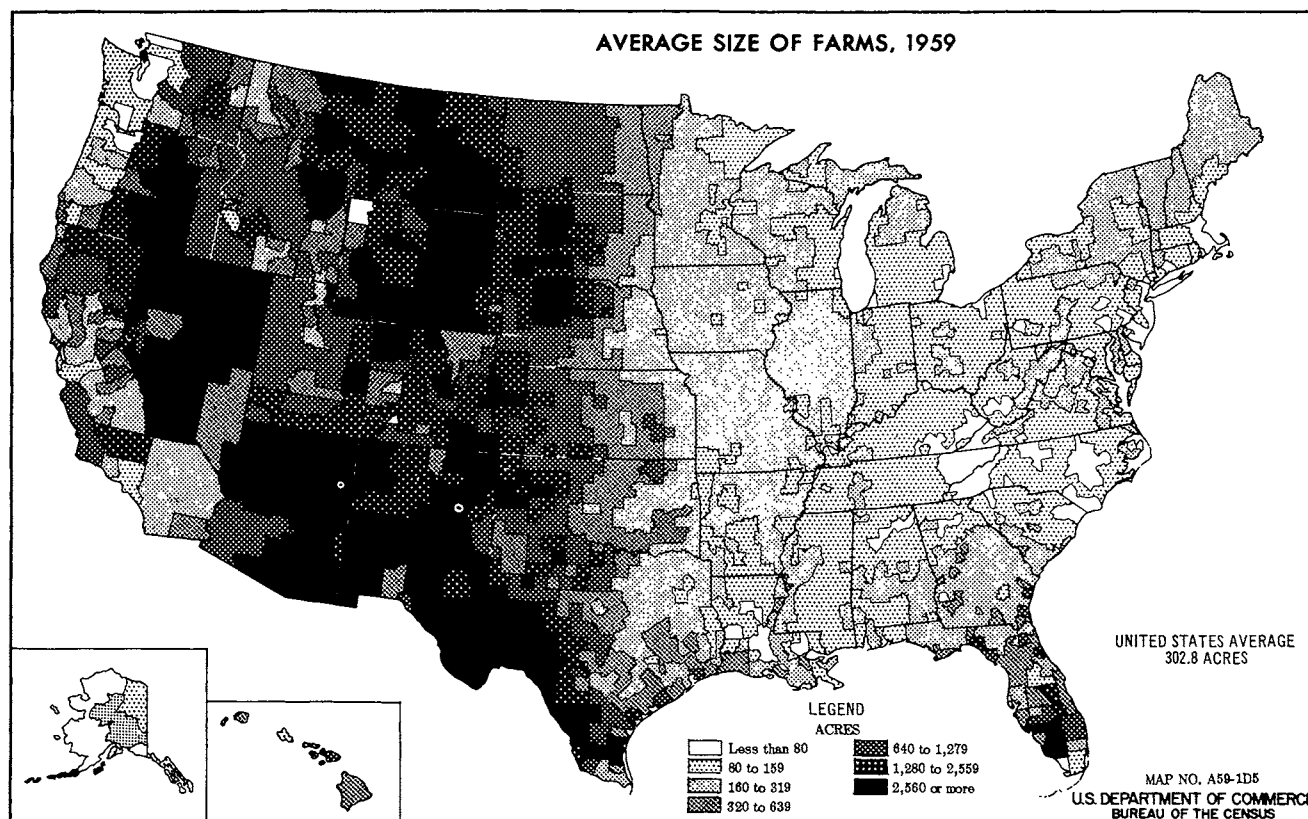 AVERAGE SIZE OF FARMS, 1959
UNITED STATES AVERAGE
302.8 ACRES
LEGEND
ACRES
Less than 80
80 to 159
160 to 319
320 to 639
640 to 1,279
1,280 to 2,559
2,560 or more
MAP NO. A59-1D5
U.S. DEPARTMENT OF COMMERCE
BUREAU OF THE CENSUS